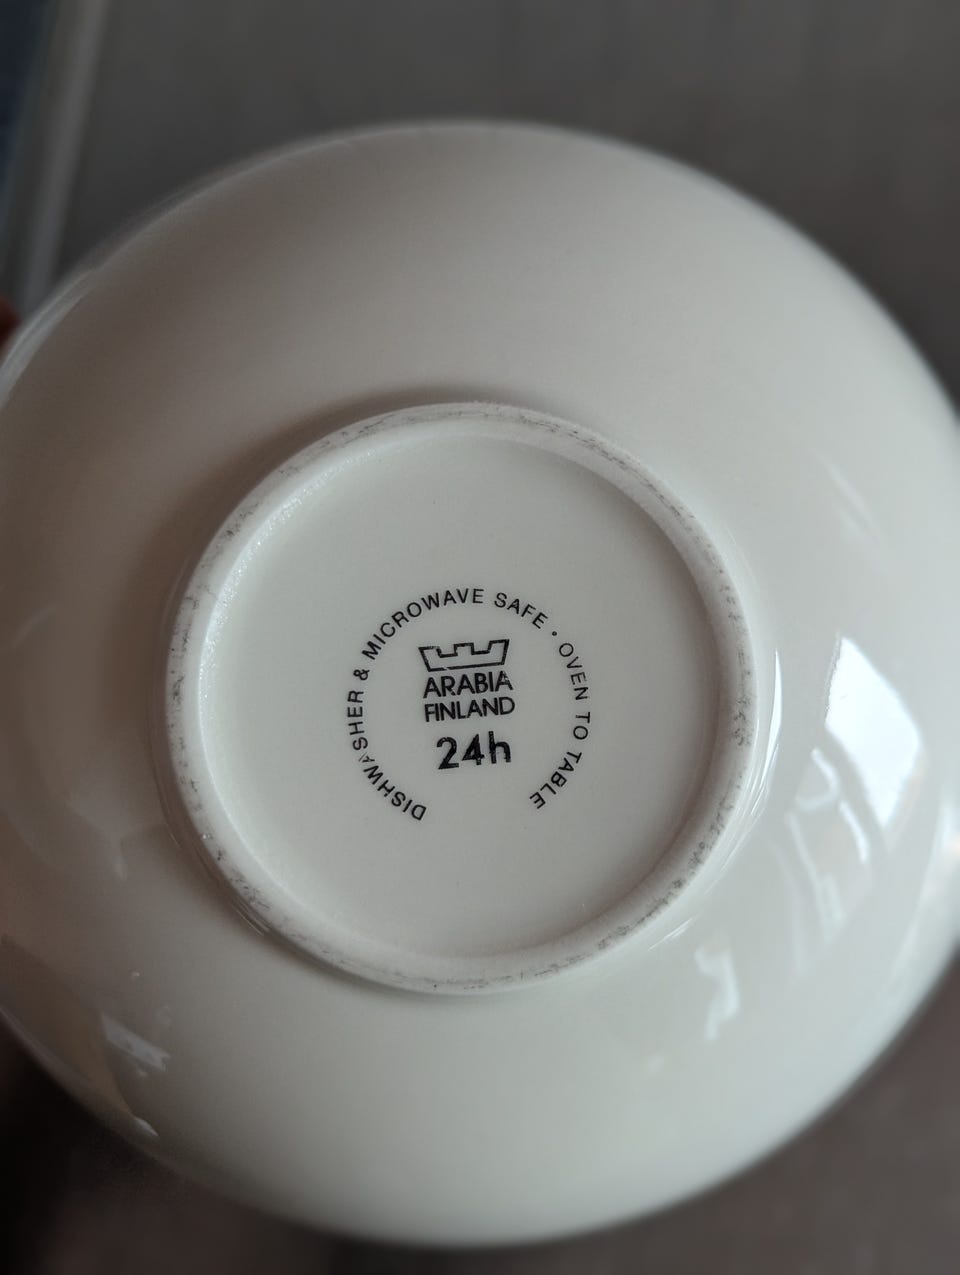 DISHWASHER & MICROWAVE SAFE • OVEN TO TABLE
ARABIA
FINLAND
24h